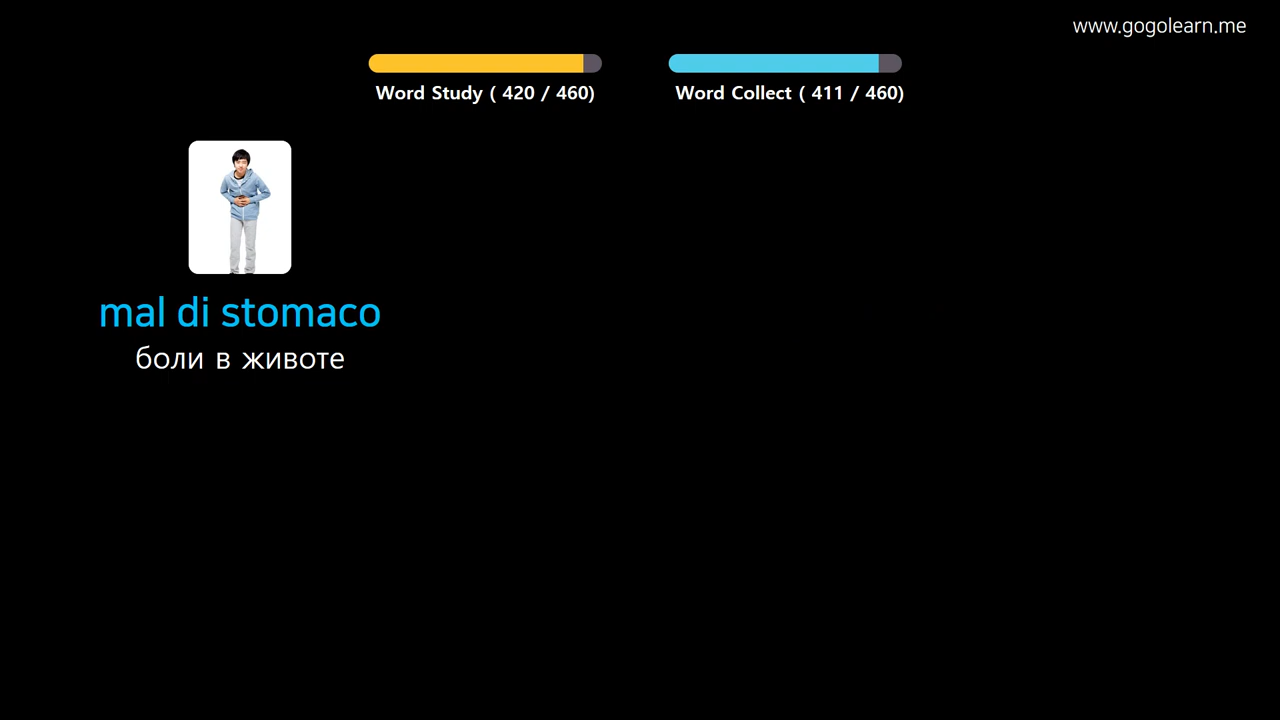 www.gogolearn.me
Word Study ( 420 / 460)
Word Collect ( 411 / 460)
mal di stomaco
боли в животе